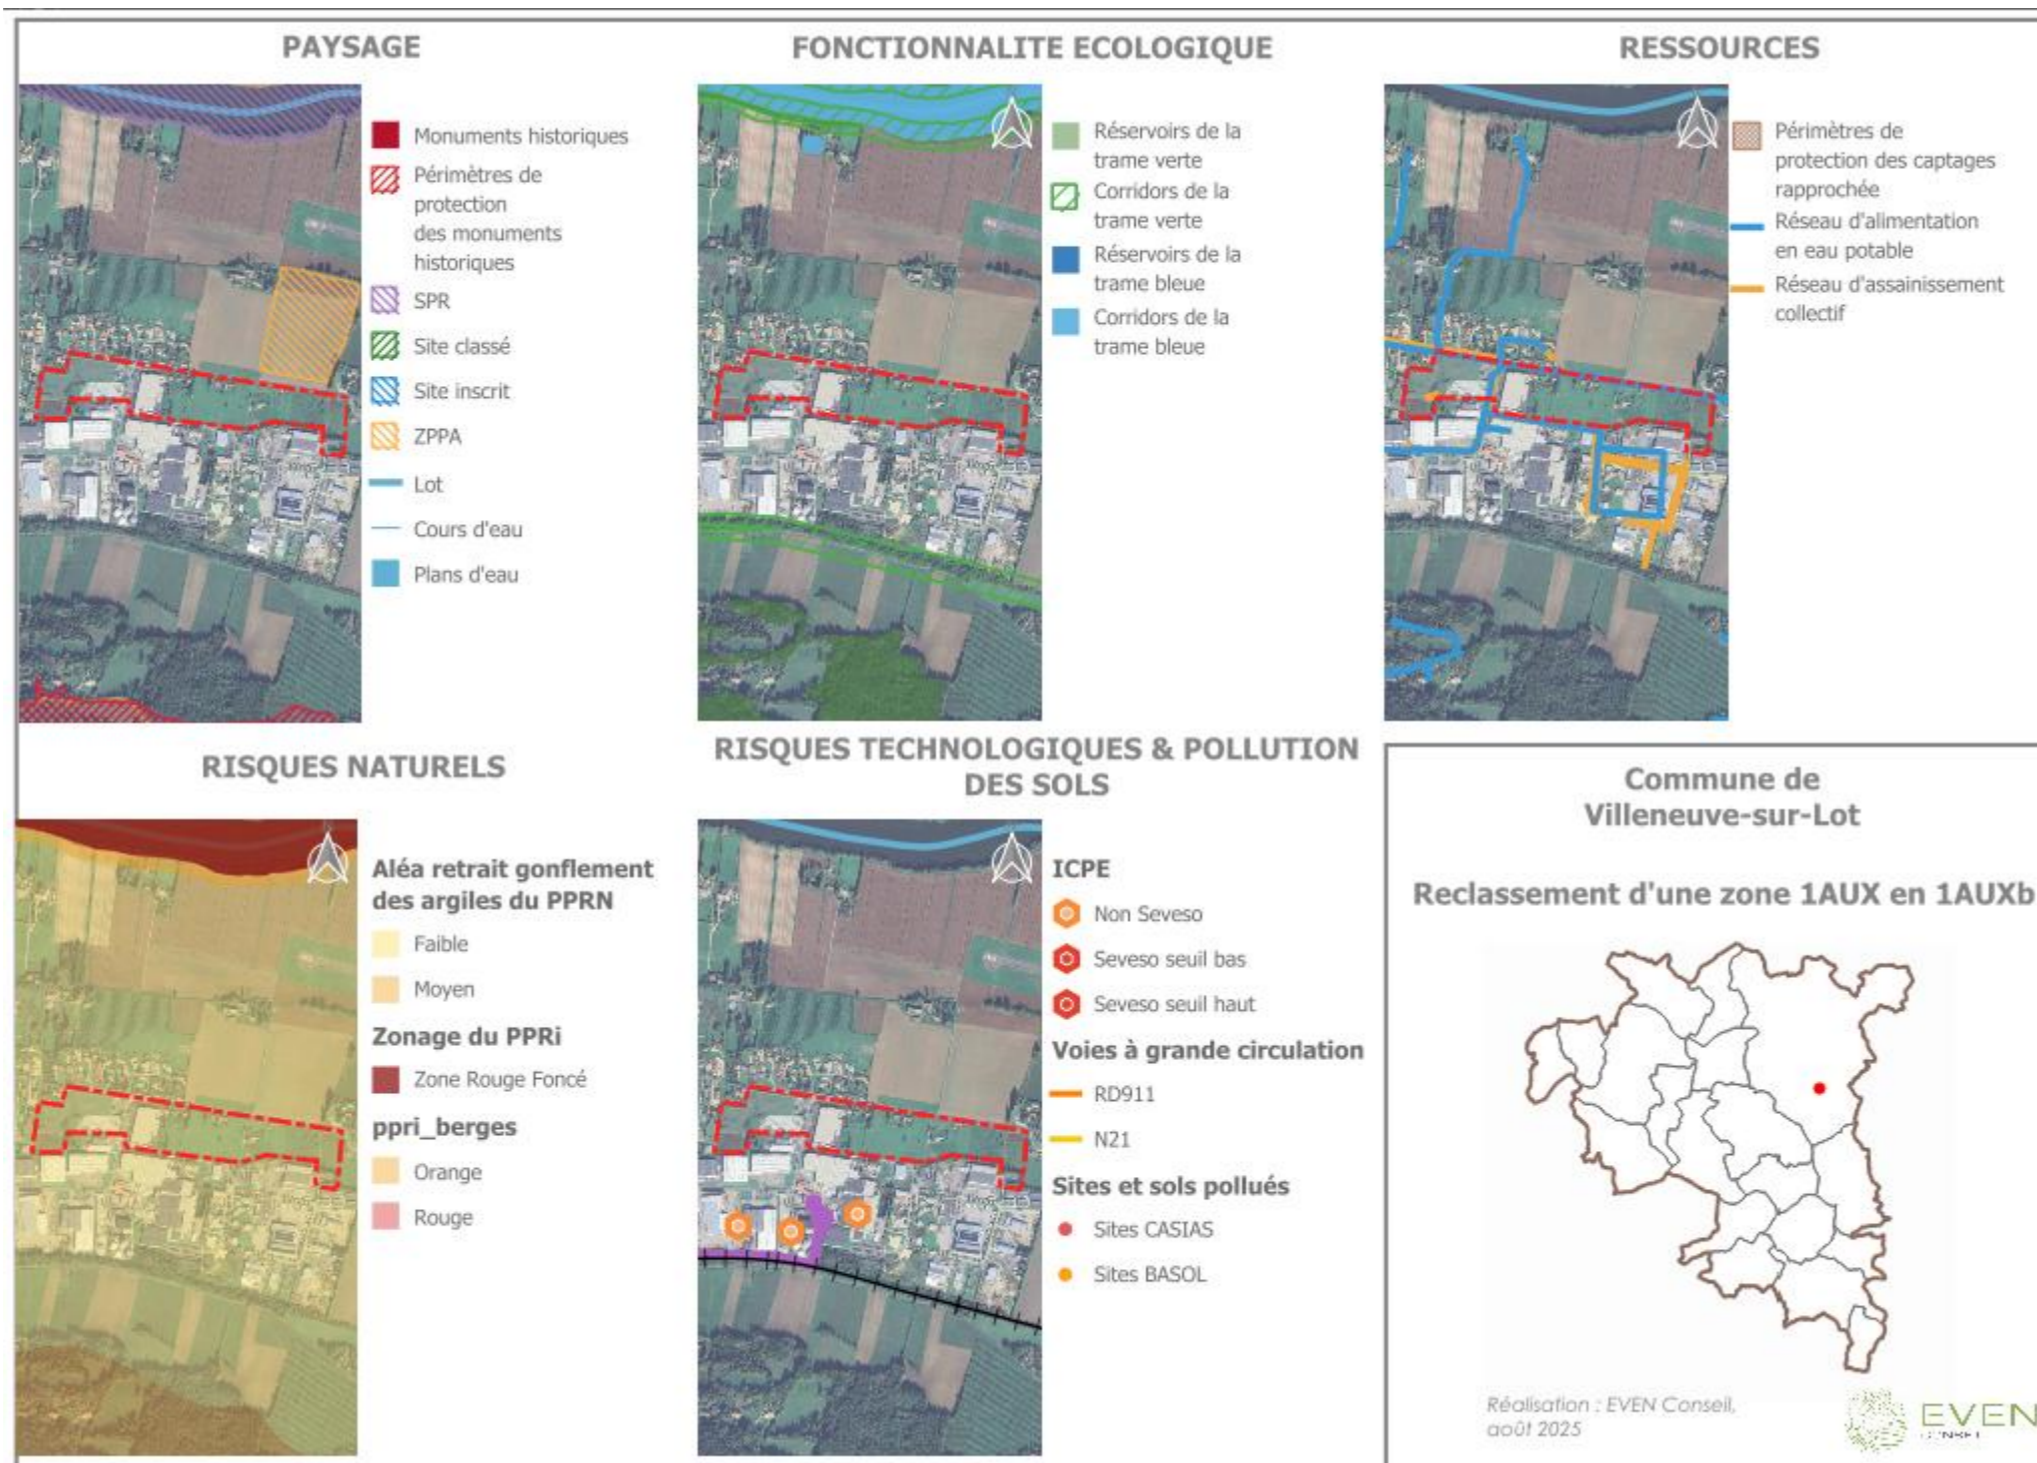 PAYSAGE
Monuments historiques
Périmètres de
protection
des monuments
historiques
SPR
Site classé
Site inscrit
ZPPA
Lot
Cours d'eau
Plans d'eau
FONCTIONNALITE ECOLOGIQUE
Réservoirs de la
trame verte
Corridors de la
trame verte
Réservoirs de la
trame bleue
Corridors de la
trame bleue
RESSOURCES
Périmètres de
protection des captages
rapprochée
Réseau d'alimentation
en eau potable
Réseau d'assainissement
collectif
RISQUES NATURELS
Aléa retrait gonflement
des argiles du PPRN
Faible
Moyen
Zonage du PPRi
Zone Rouge Foncé
ppri_berges
Orange
Rouge
RISQUES TECHNOLOGIQUES & POLLUTION
DES SOLS
ICPE
Non Seveso
Seveso seuil bas
Seveso seuil haut
Voies à grande circulation
RD911
N21
Sites et sols pollués
Sites CASIAS
Sites BASOL
Commune de
Villeneuve-sur-Lot
Reclassement d'une zone 1AUX en 1AUXb
Réalisation : EVEN Conseil,
août 2025
EVEN